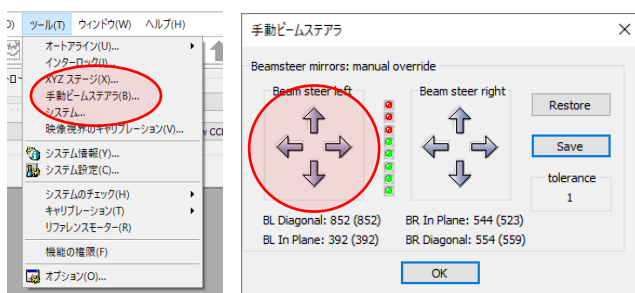 ツール(T) ウィンドウ(W) ヘルプ(H)
オートアライン(U)...
インターロック(I)...
XYZ ステージ(X)...
手動ビームステアラ(B)...
システム...
映像視界のキャリブレーション(V)...
システム情報(Y)...
システム設定(C)...
システムのチェック(H)
キャリブレーション(T)
リファレンスモーター(R)
機能の権限(F)
オプション(O)...
手動ビームステアラ
Beamsteer mirrors: manual override
Beam steer left
Beam steer right
Restore
Save
tolerance
1
BL Diagonal: 852 (852)
BR In Plane: 544 (523)
BL In Plane: 392 (392)
BR Diagonal: 554 (559)
OK